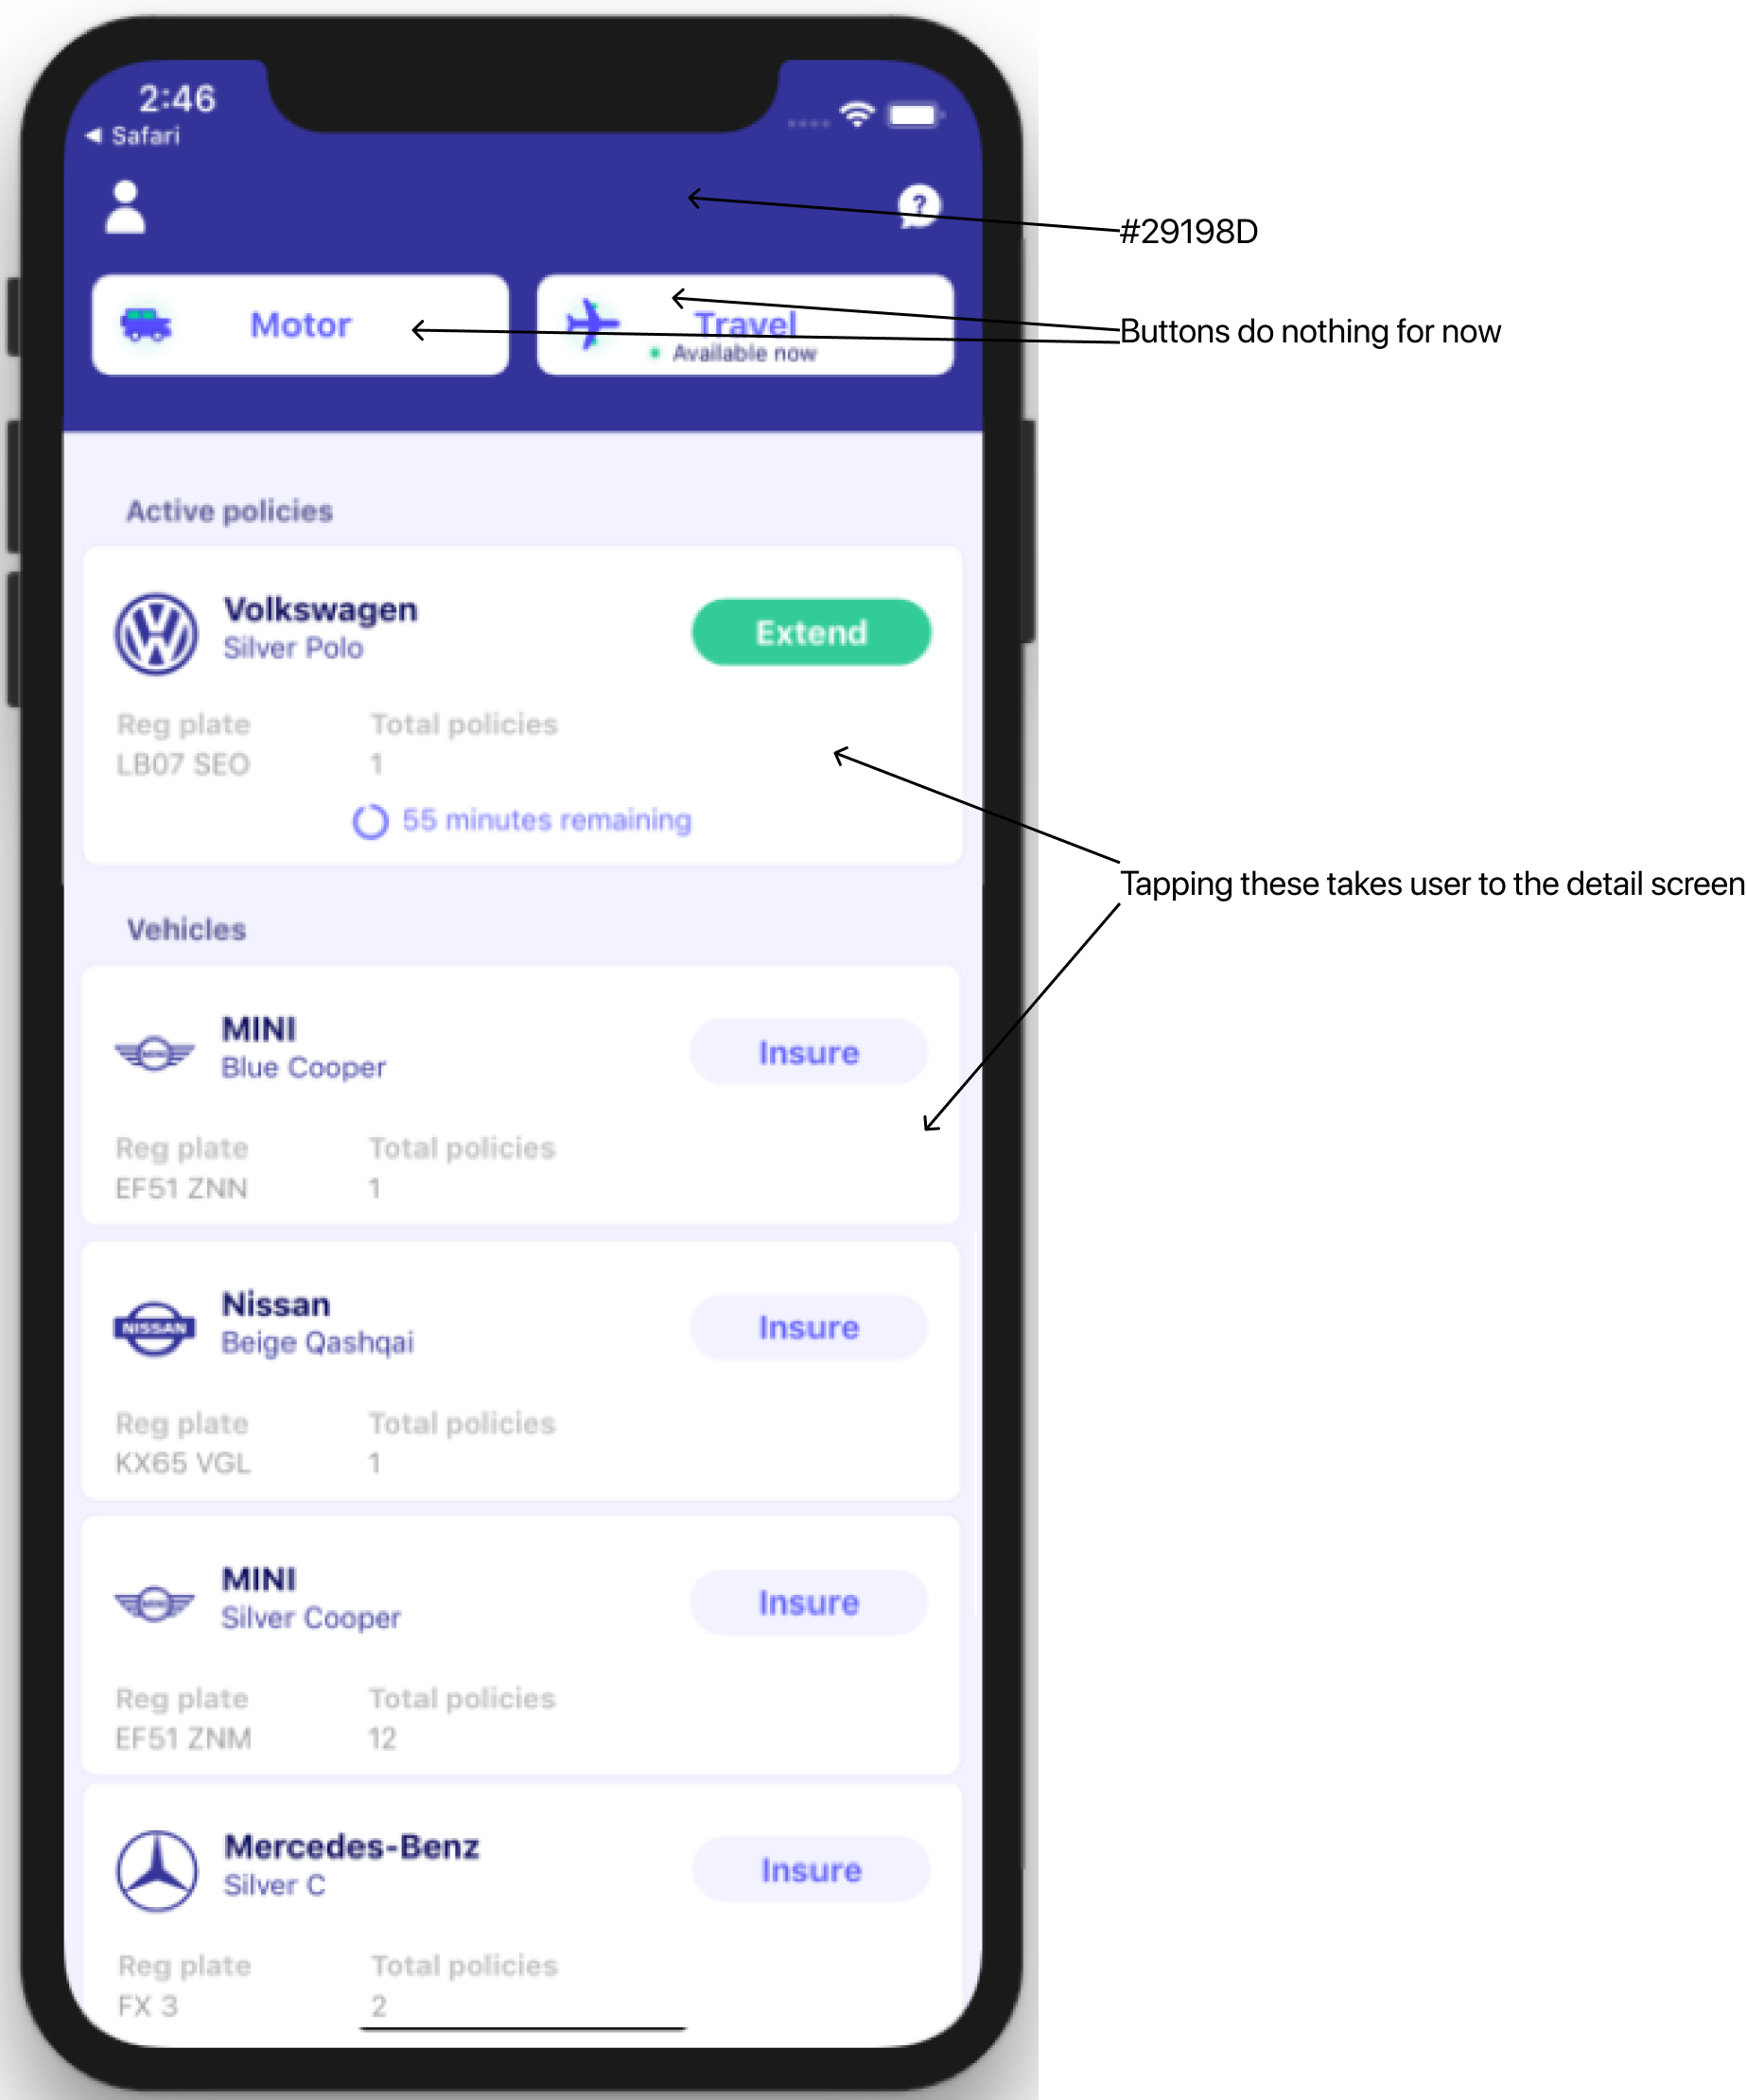 2:46
◀ Safari
?
#29198D
Motor
Travel
Available now
Buttons do nothing for now
Active policies
Volkswagen
Silver Polo
Extend
Reg plate
Total policies
LB07 SEO
1
55 minutes remaining
Tapping these takes user to the detail screen
Vehicles
MINI
Blue Cooper
Insure
Reg plate
Total policies
EF51 ZNN
1
NISSAN
Nissan
Beige Qashqai
Insure
Reg plate
Total policies
KX65 VGL
1
MINI
Silver Cooper
Insure
Reg plate
Total policies
EF51 ZNM
12
Mercedes-Benz
Silver C
Insure
Reg plate
Total policies
FX 3
2